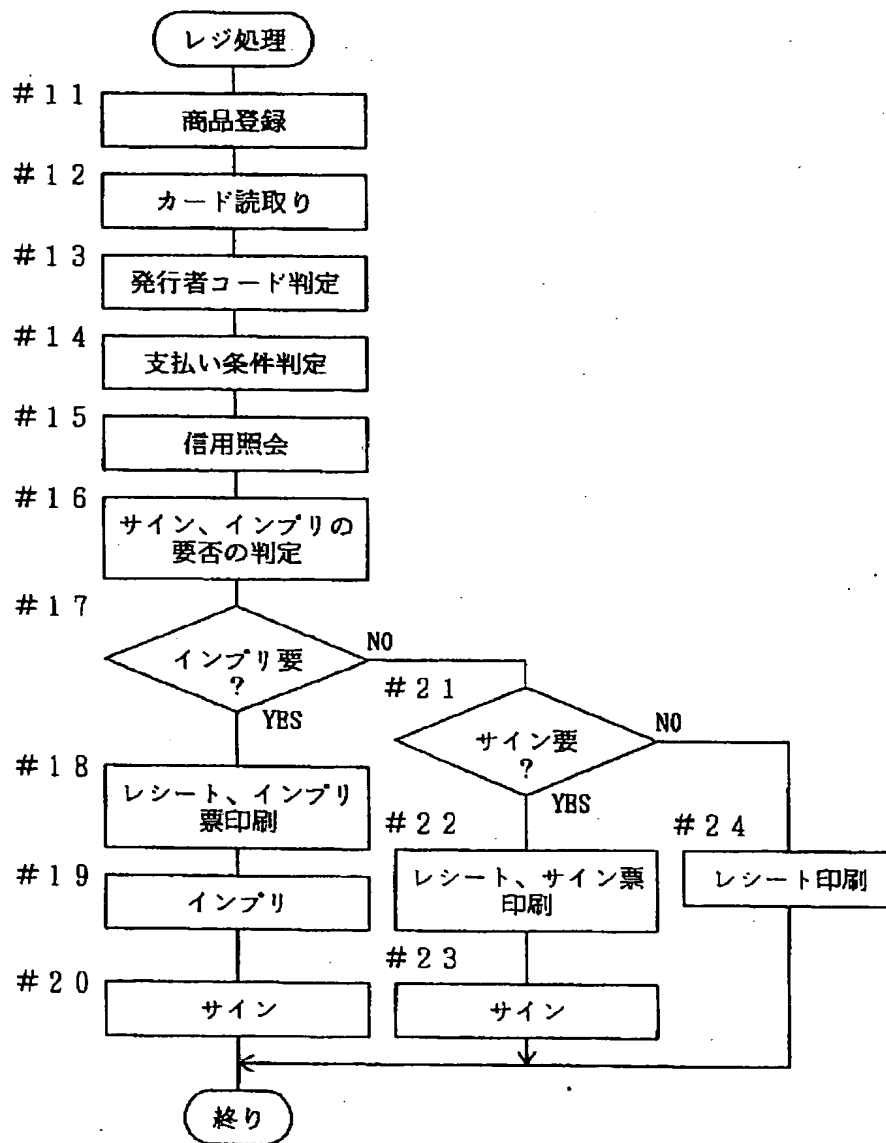 レジ処理
#11
商品登録
#12
カード読取り
#13
発行者コード判定
#14
支払い条件判定
#15
信用照会
#16
サイン、インプリの
要否の判定
#17
インプリ要
?
NO
YES
#18
レシート、インプリ
票印刷
#19
インプリ
#20
サイン
#21
サイン要
?
NO
YES
#22
レシート、サイン票
印刷
#23
サイン
#24
レシート印刷
終り